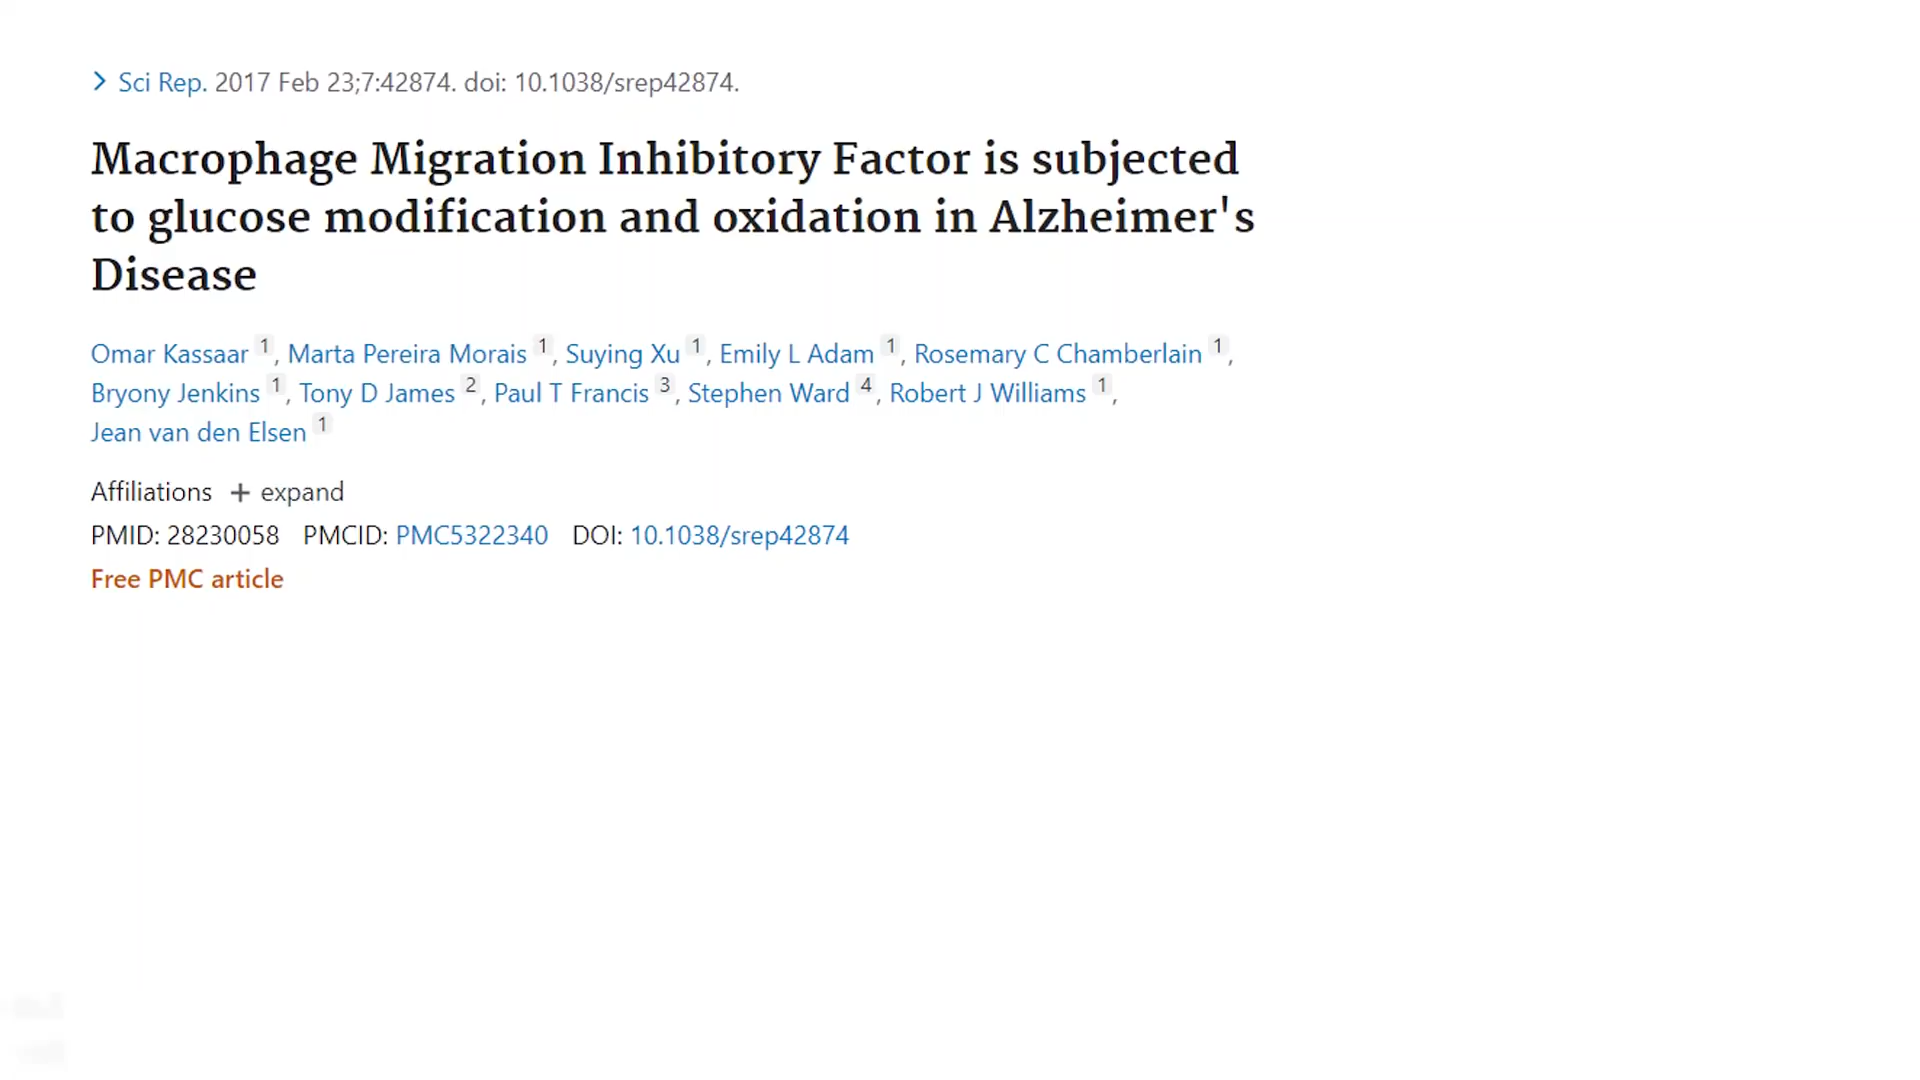 Sci Rep. 2017 Feb 23;7:42874. doi: 10.1038/srep42874.
Macrophage Migration Inhibitory Factor is subjected
to glucose modification and oxidation in Alzheimer's
Disease
Omar Kassaar 1, Marta Pereira Morais 1, Suying Xu 1, Emily L Adam 1, Rosemary C Chamberlain 1,
Bryony Jenkins 1, Tony D James 2, Paul T Francis 3, Stephen Ward 4, Robert J Williams 1,
Jean van den Elsen 1
Affiliations + expand
PMID: 28230058 PMCID: PMC5322340 DOI: 10.1038/srep42874
Free PMC article